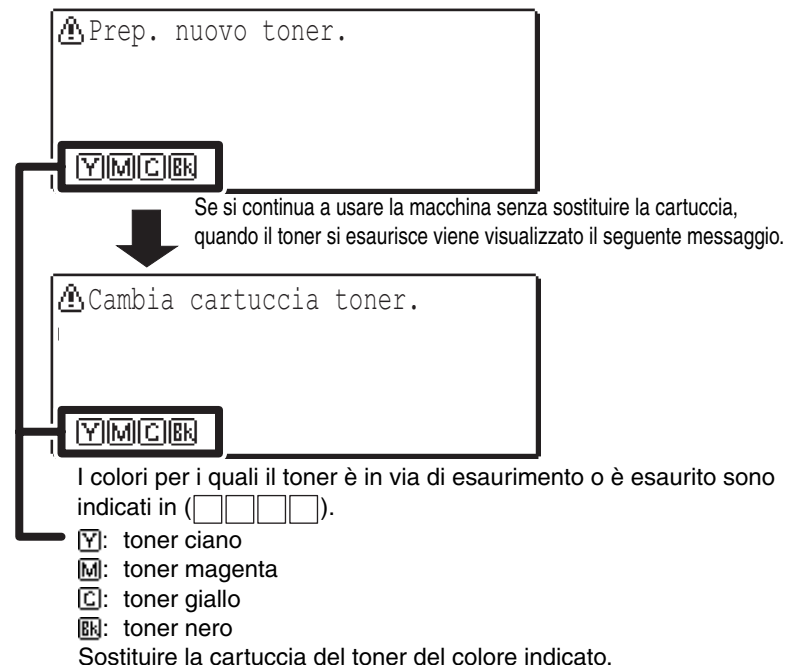 Prep. nuovo toner.
Y M C Bk
Se si continua a usare la macchina senza sostituire la cartuccia,
quando il toner si esaurisce viene visualizzato il seguente messaggio.
Cambia cartuccia toner.
Y M C Bk
I colori per i quali il toner è in via di esaurimento o è esaurito sono
indicati in (□□□□).
Y: toner ciano
M: toner magenta
C: toner giallo
Bk: toner nero
Sostituire la cartuccia del toner del colore indicato.